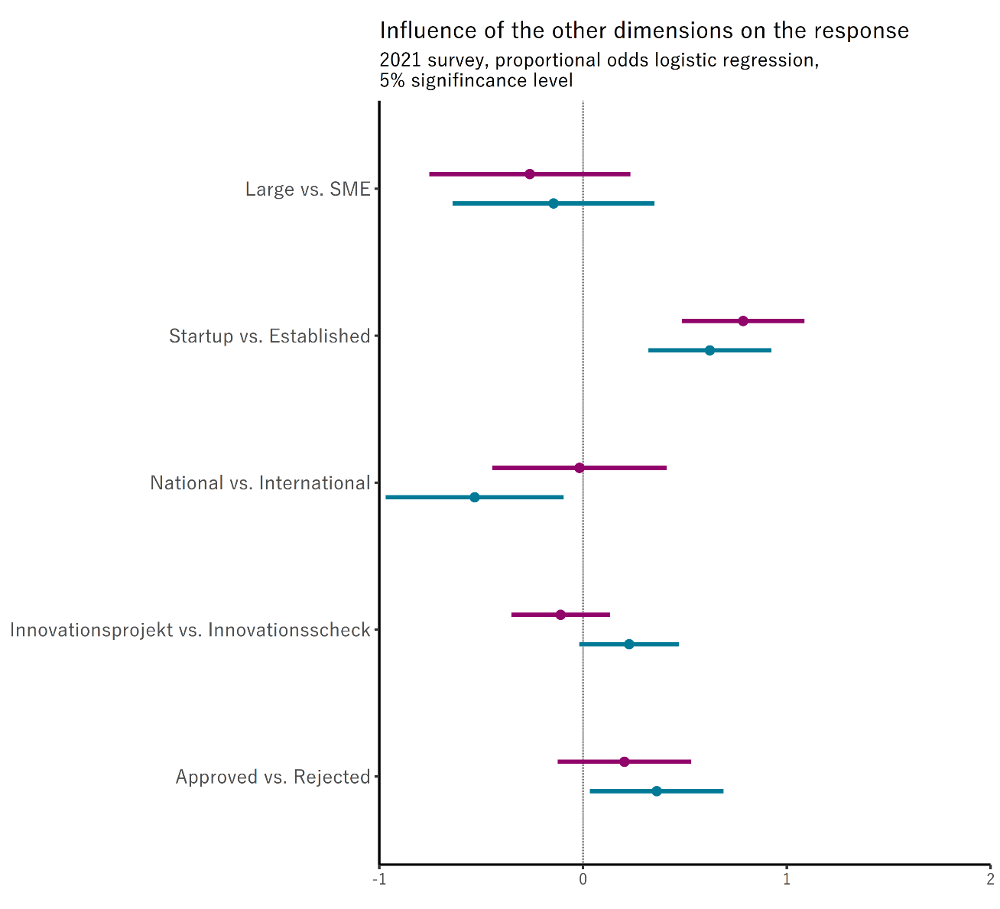 Influence of the other dimensions on the response
2021 survey, proportional odds logistic regression,
5% signifincance level
Large vs. SME
Startup vs. Established
National vs. International
Innovationsprojekt vs. Innovationsscheck
Approved vs. Rejected
-1 0 1 2